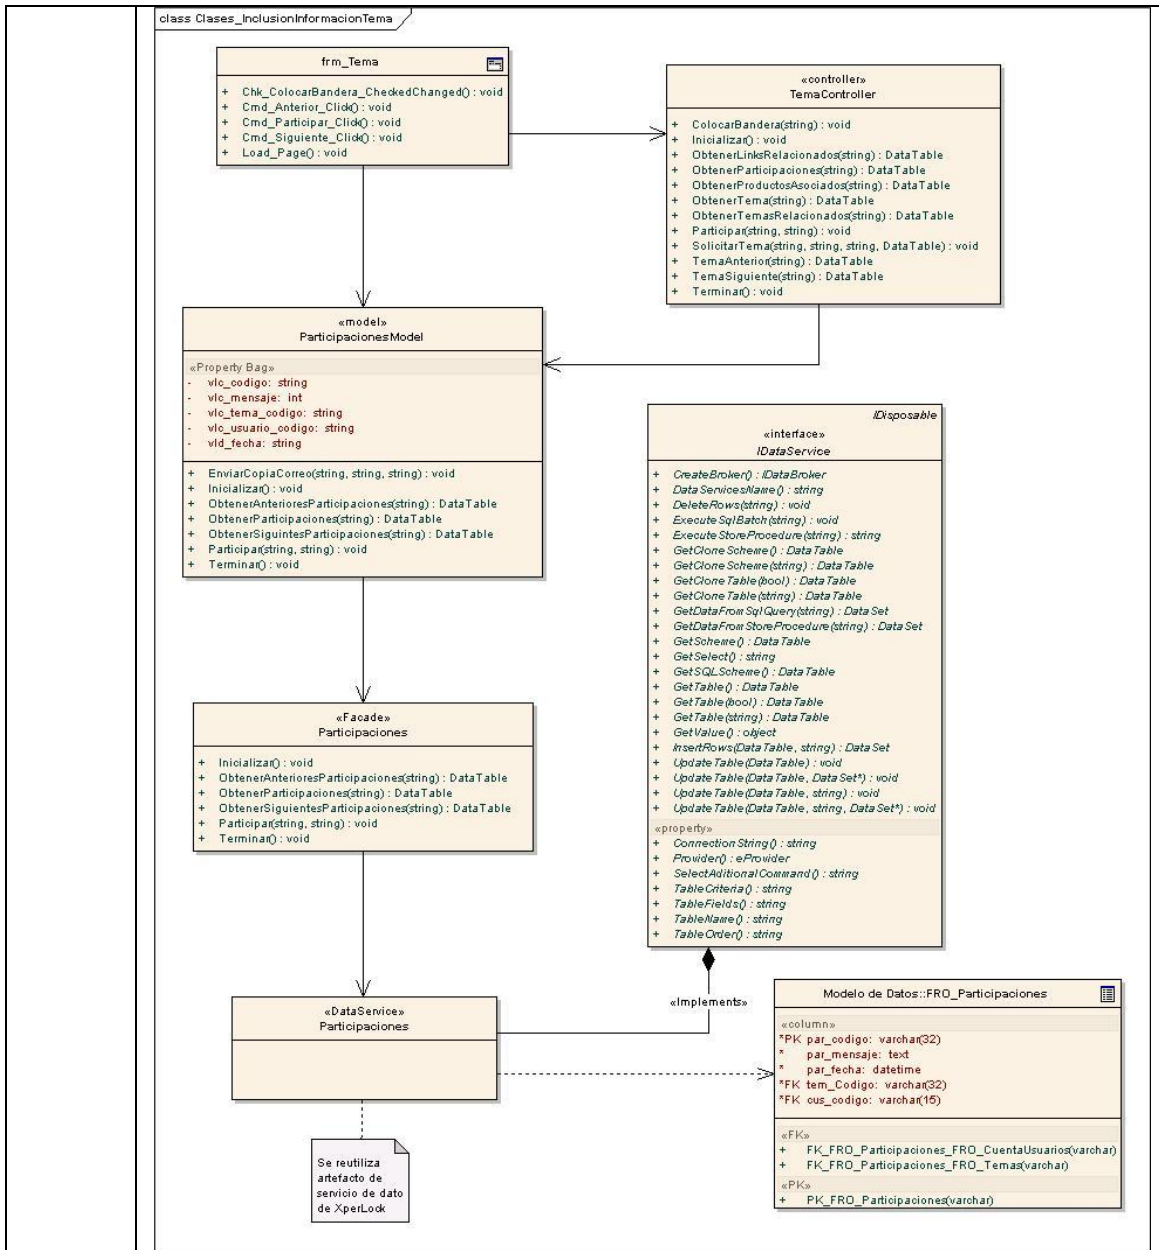 class Clases_InclusionInformacionTema
frm_Tema
+ Chk_ColocarBandera_CheckedChanged() : void
+ Cmd_Anterior_Click() : void
+ Cmd_Participar_Click() : void
+ Cmd_Siguiente_Click() : void
+ Load_Page() : void
«controller»
TemaController
+ ColocarBandera(string) : void
+ Inicializar() : void
+ ObtenerLinksRelacionados(string) : DataTable
+ ObtenerParticipaciones(string) : DataTable
+ ObtenerProductosAsociados(string) : DataTable
+ ObtenerTema(string) : DataTable
+ ObtenerTemasRelacionados(string) : DataTable
+ Participar(string, string) : void
+ SolicitarTema(string, string, string, DataTable) : void
+ TemaAnterior(string) : DataTable
+ TemaSiguiente(string) : DataTable
+ Terminar() : void
«model»
ParticipacionesModel
«Property Bag»
- vlc_codigo: string
- vlc_mensaje: int
- vlc_tema_codigo: string
- vlc_usuario_codigo: string
- vld_fecha: string
+ EnviarCopiaCorreo(string, string, string) : void
+ Inicializar() : void
+ ObtenerAnterioresParticipaciones(string) : DataTable
+ ObtenerParticipaciones(string) : DataTable
+ ObtenerSiguintesParticipaciones(string) : DataTable
+ Participar(string, string) : void
+ Terminar() : void
IDisposable
«interface»
IDataService
+ CreateBroker() : IDataBroker
+ DataServicesName() : string
+ DeleteRows(string) : void
+ ExecuteSqlBatch(string) : void
+ ExecuteStoreProcedure(string) : string
+ GetCloneScheme() : DataTable
+ GetCloneScheme(string) : DataTable
+ GetCloneTable(bool) : DataTable
+ GetCloneTable(string) : DataTable
+ GetDataFromSqlQuery(string) : DataSet
+ GetDataFromStoreProcedure(string) : DataSet
+ GetScheme() : DataTable
+ GetSelect() : string
+ GetSQLScheme() : DataTable
+ GetTable() : DataTable
+ GetTable(bool) : DataTable
+ GetTable(string) : DataTable
+ GetValue() : object
+ InsertRows(DataTable, string) : DataSet
+ UpdateTable(DataTable) : void
+ UpdateTable(DataTable, DataSet*) : void
+ UpdateTable(DataTable, string) : void
+ UpdateTable(DataTable, string, DataSet*) : void
«property»
+ ConnectionString() : string
+ Provider() : eProvider
+ SelectAditionalCommand() : string
+ TableCriteria() : string
+ TableFields() : string
+ TableName() : string
+ TableOrder() : string
«Facade»
Participaciones
+ Inicializar() : void
+ ObtenerAnterioresParticipaciones(string) : DataTable
+ ObtenerParticipaciones(string) : DataTable
+ ObtenerSiguientesParticipaciones(string) : DataTable
+ Participar(string, string) : void
+ Terminar() : void
«DataService»
Participaciones
«Implements»
Modelo de Datos::FRO_Participaciones
«column»
*PK par_codigo: varchar(32)
* par_mensaje: text
* par_fecha: datetime
*FK tem_Codigo: varchar(32)
*FK cus_codigo: varchar(15)
«FK»
+ FK_FRO_Participaciones_FRO_CuentaUsuarios(varchar)
+ FK_FRO_Participaciones_FRO_Temas(varchar)
«PK»
+ PK_FRO_Participaciones(varchar)
Se reutiliza
artefacto de
servicio de dato
de XperLock